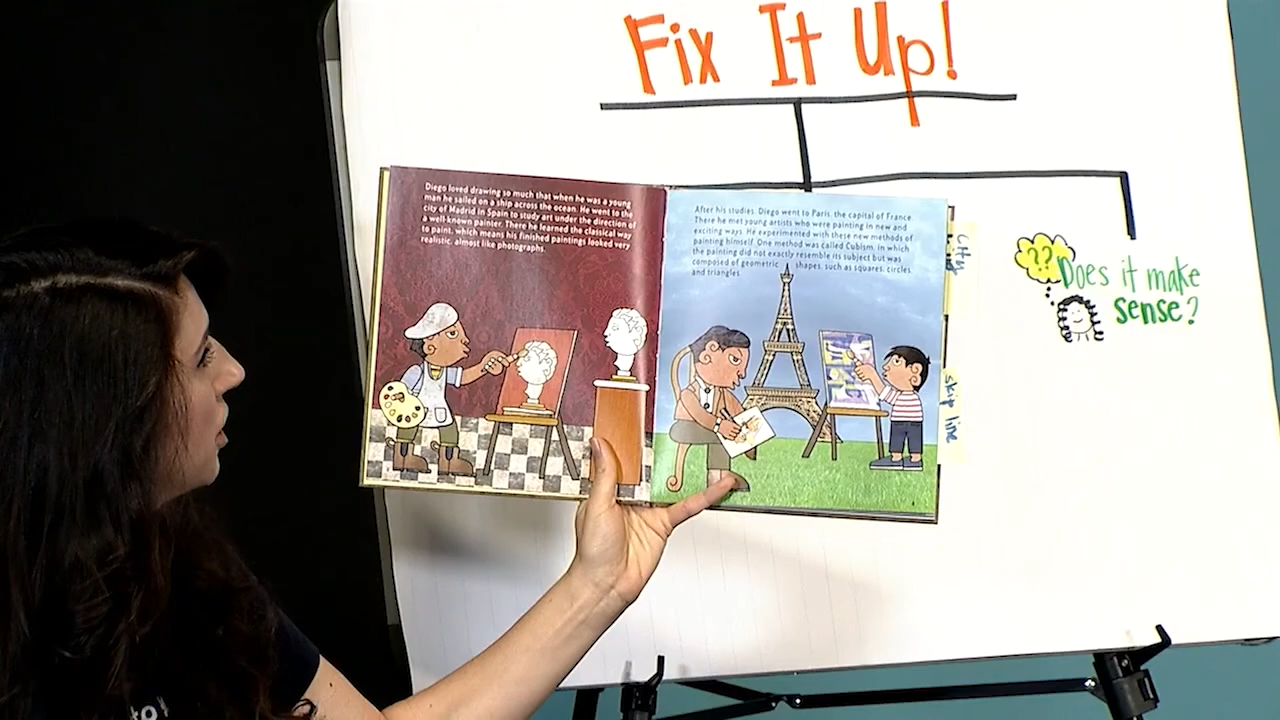 Fix It Up!
Diego loved drawing so much that when he was a young
man he sailed on a ship across the ocean. He went to the
city of Madrid in Spain to study art under the direction of
a well-known painter. There he learned the classical way
to paint, which means his finished paintings looked very
realistic, almost like photographs.
After his studies, Diego went to Paris, the capital of France.
There he met young artists who were painting in new and
exciting ways. He experimented with these new methods of
painting himself. One method was called Cubism, in which
the painting did not exactly resemble its subject but was
composed of geometric shapes, such as squares, circles,
and triangles.
city
skip line
??
Does it make
sense?
to